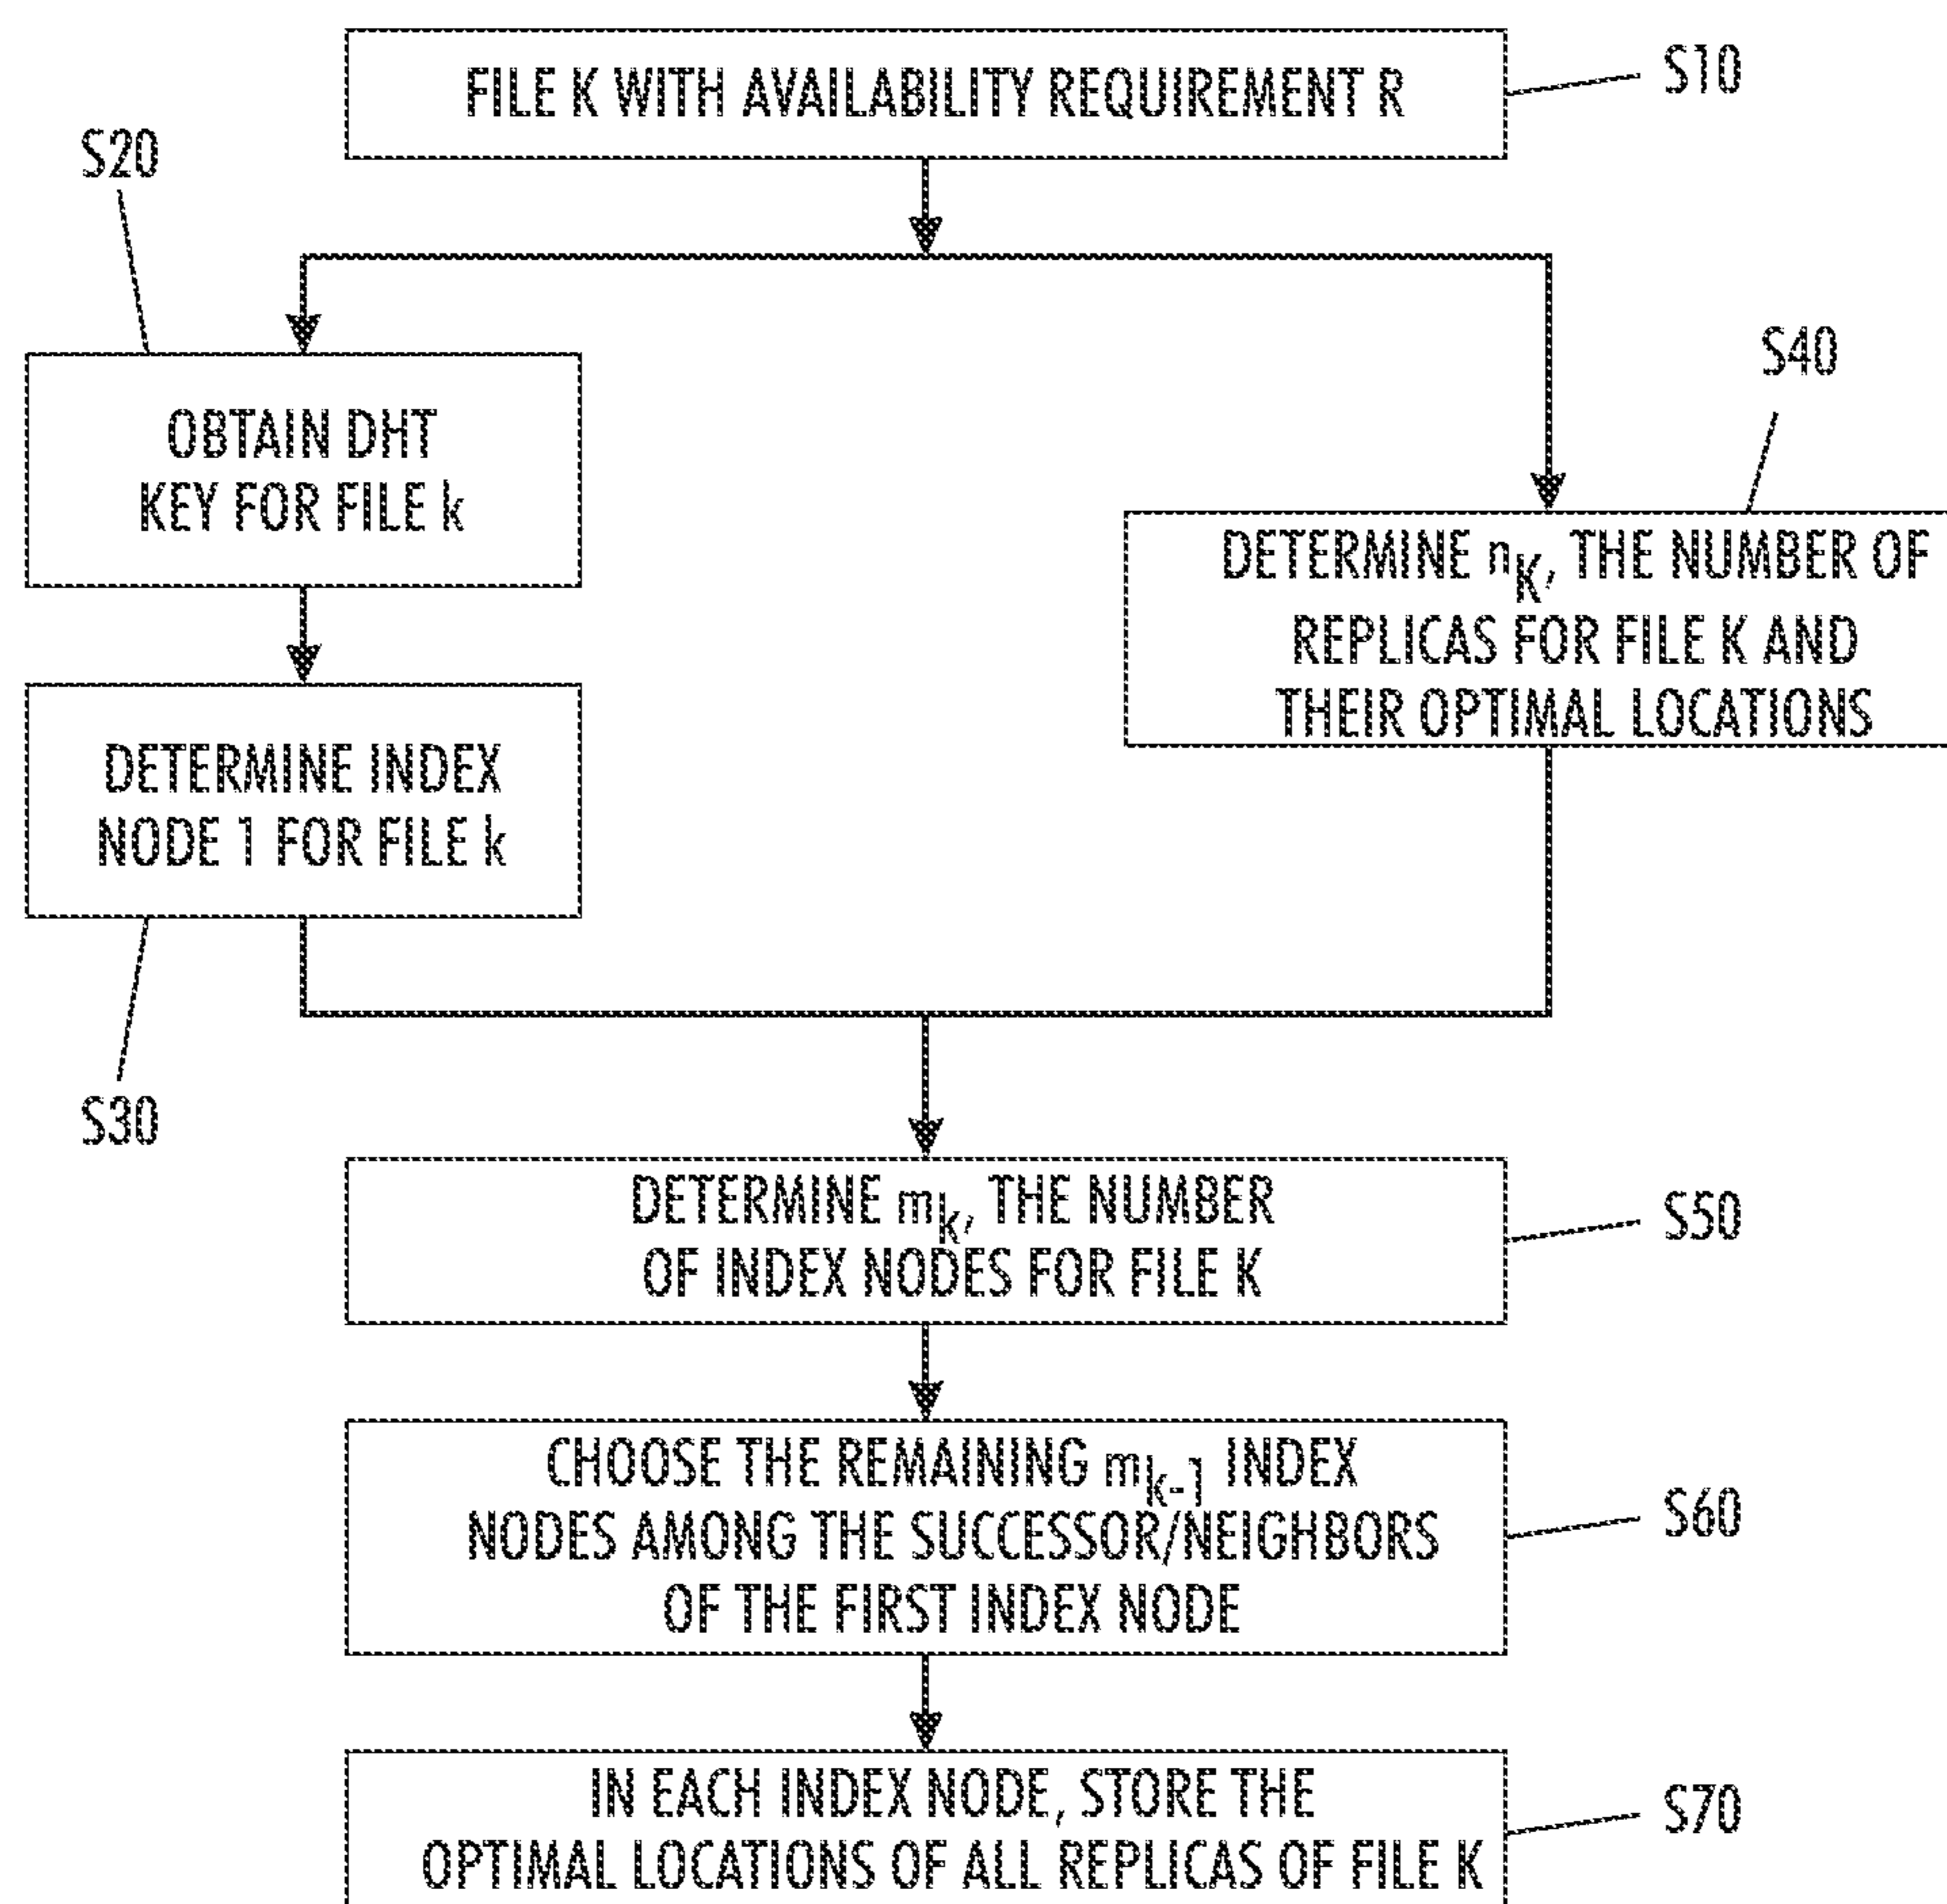 FILE K WITH AVAILABILITY REQUIREMENT R
S10
S20
OBTAIN DHT
KEY FOR FILE k
S40
DETERMINE nK, THE NUMBER OF
REPLICAS FOR FILE K AND
THEIR OPTIMAL LOCATIONS
DETERMINE INDEX
NODE 1 FOR FILE k
S30
DETERMINE mk, THE NUMBER
OF INDEX NODES FOR FILE K
S50
CHOOSE THE REMAINING mk-1 INDEX
NODES AMONG THE SUCCESSOR/NEIGHBORS
OF THE FIRST INDEX NODE
S60
IN EACH INDEX NODE, STORE THE
OPTIMAL LOCATIONS OF ALL REPLICAS OF FILE K
S70